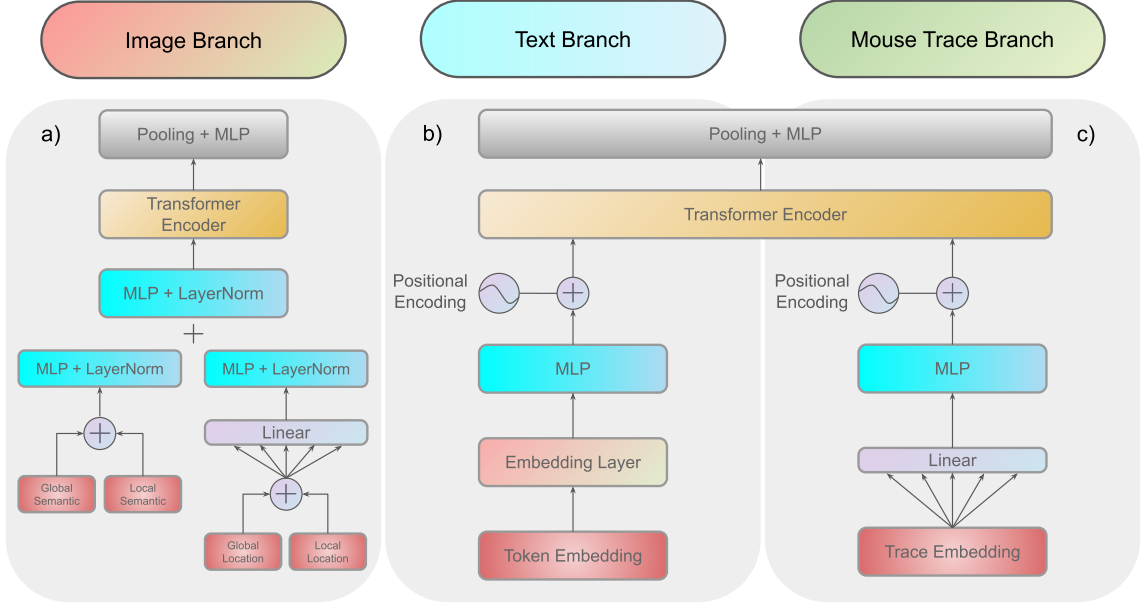 Image Branch
Text Branch
Mouse Trace Branch
a)
Pooling + MLP
Transformer
Encoder
MLP + LayerNorm
MLP + LayerNorm
MLP + LayerNorm
Linear
Global
Semantic
Local
Semantic
Global
Location
Local
Location
b)
Pooling + MLP
c)
Transformer Encoder
Positional
Encoding
MLP
Embedding Layer
Token Embedding
Positional
Encoding
MLP
Linear
Trace Embedding